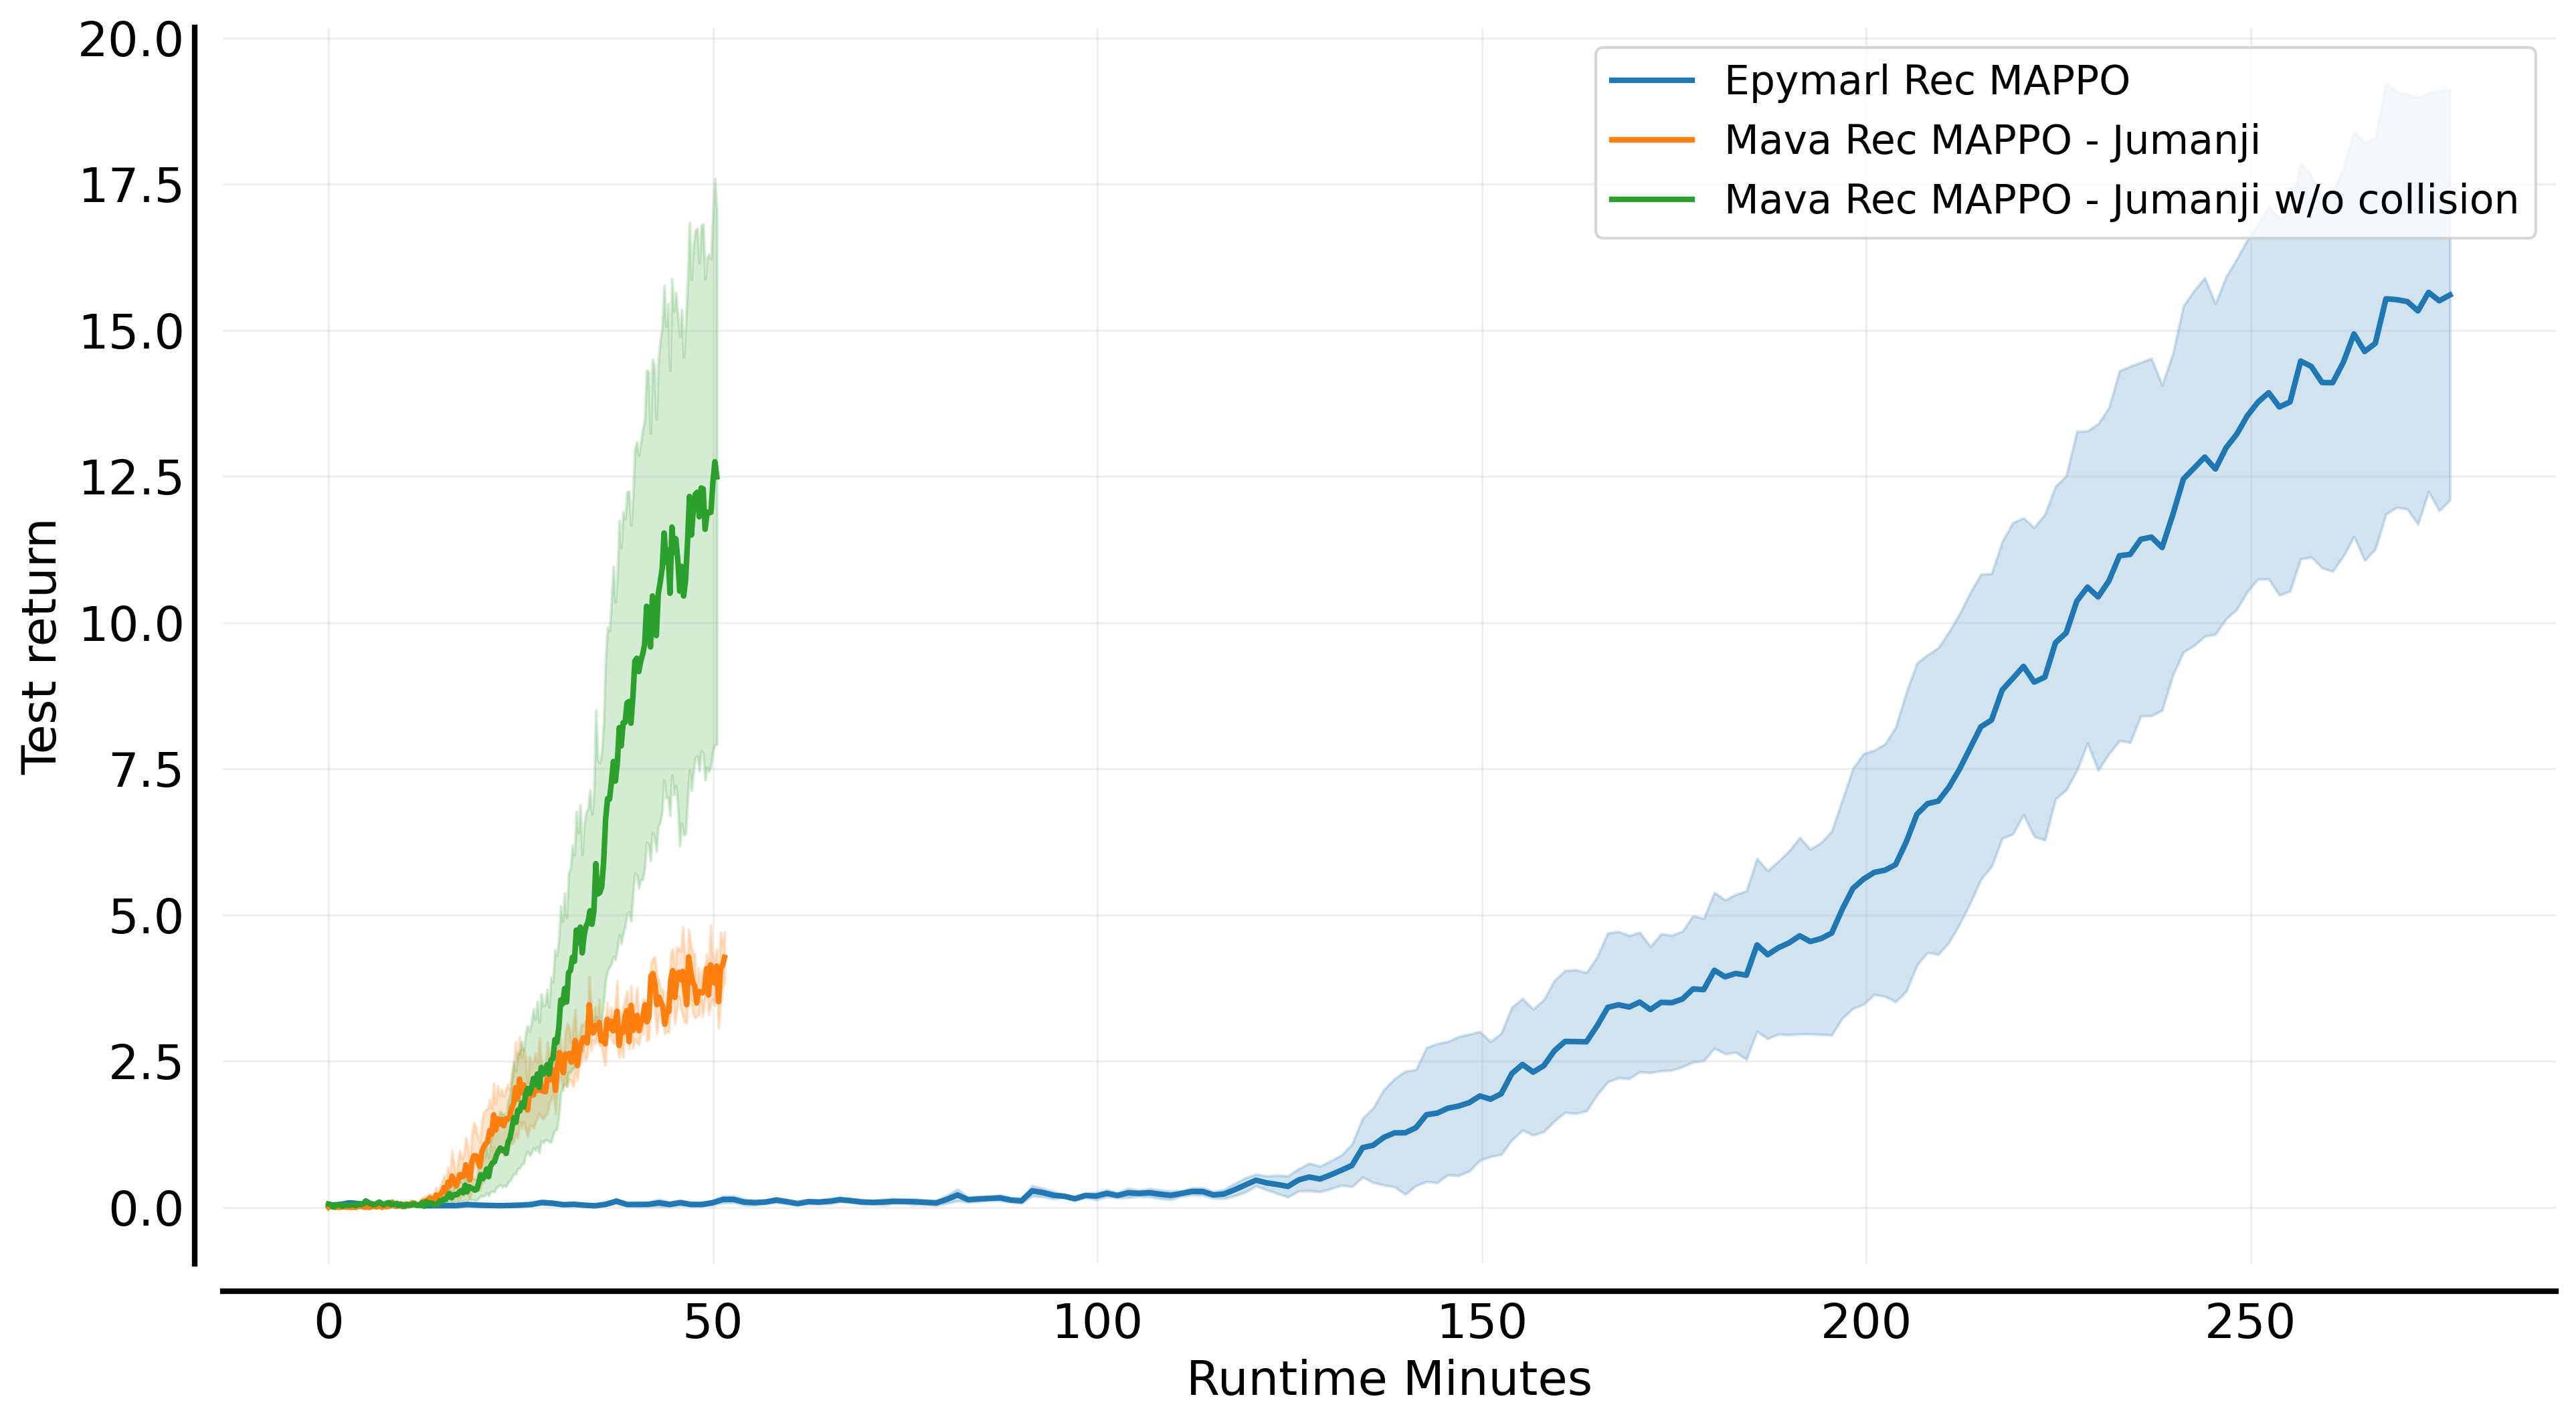 20.0
17.5
15.0
12.5
10.0
7.5
5.0
2.5
0.0
Test return
Epymarl Rec MAPPO
Mava Rec MAPPO - Jumanji
Mava Rec MAPPO - Jumanji w/o collision
0 50 100 150 200 250
Runtime Minutes